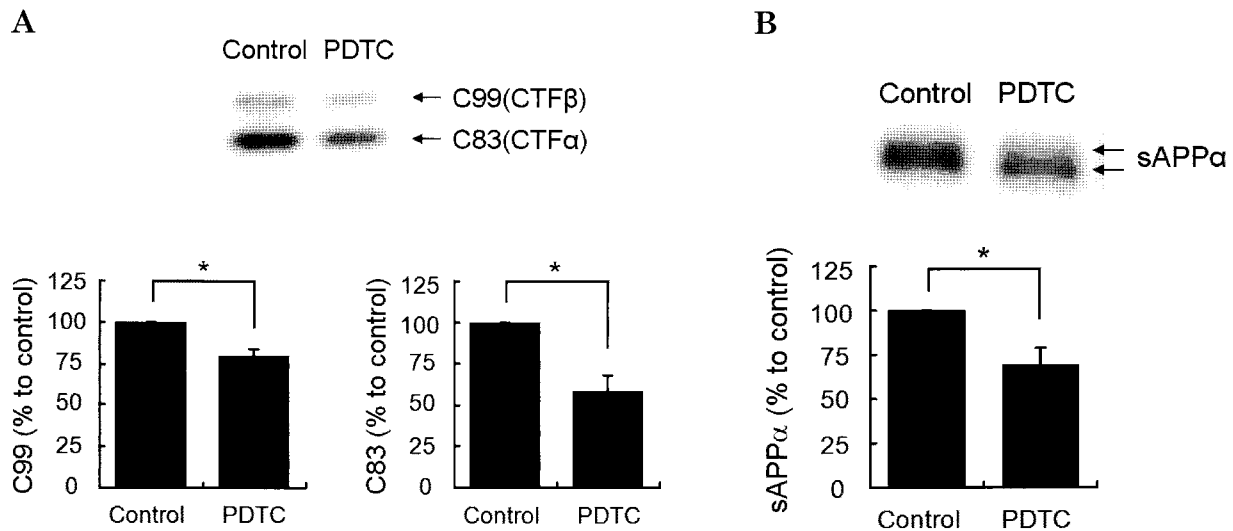 A
Control PDTC
C99(CTFβ)
C83(CTFα)
C99 (% to control)
125
100
75
50
25
0
*
Control PDTC
C83 (% to control)
125
100
75
50
25
0
*
Control PDTC
B
Control PDTC
sAPPα
sAPPα (% to control)
125
100
75
50
25
0
*
Control PDTC